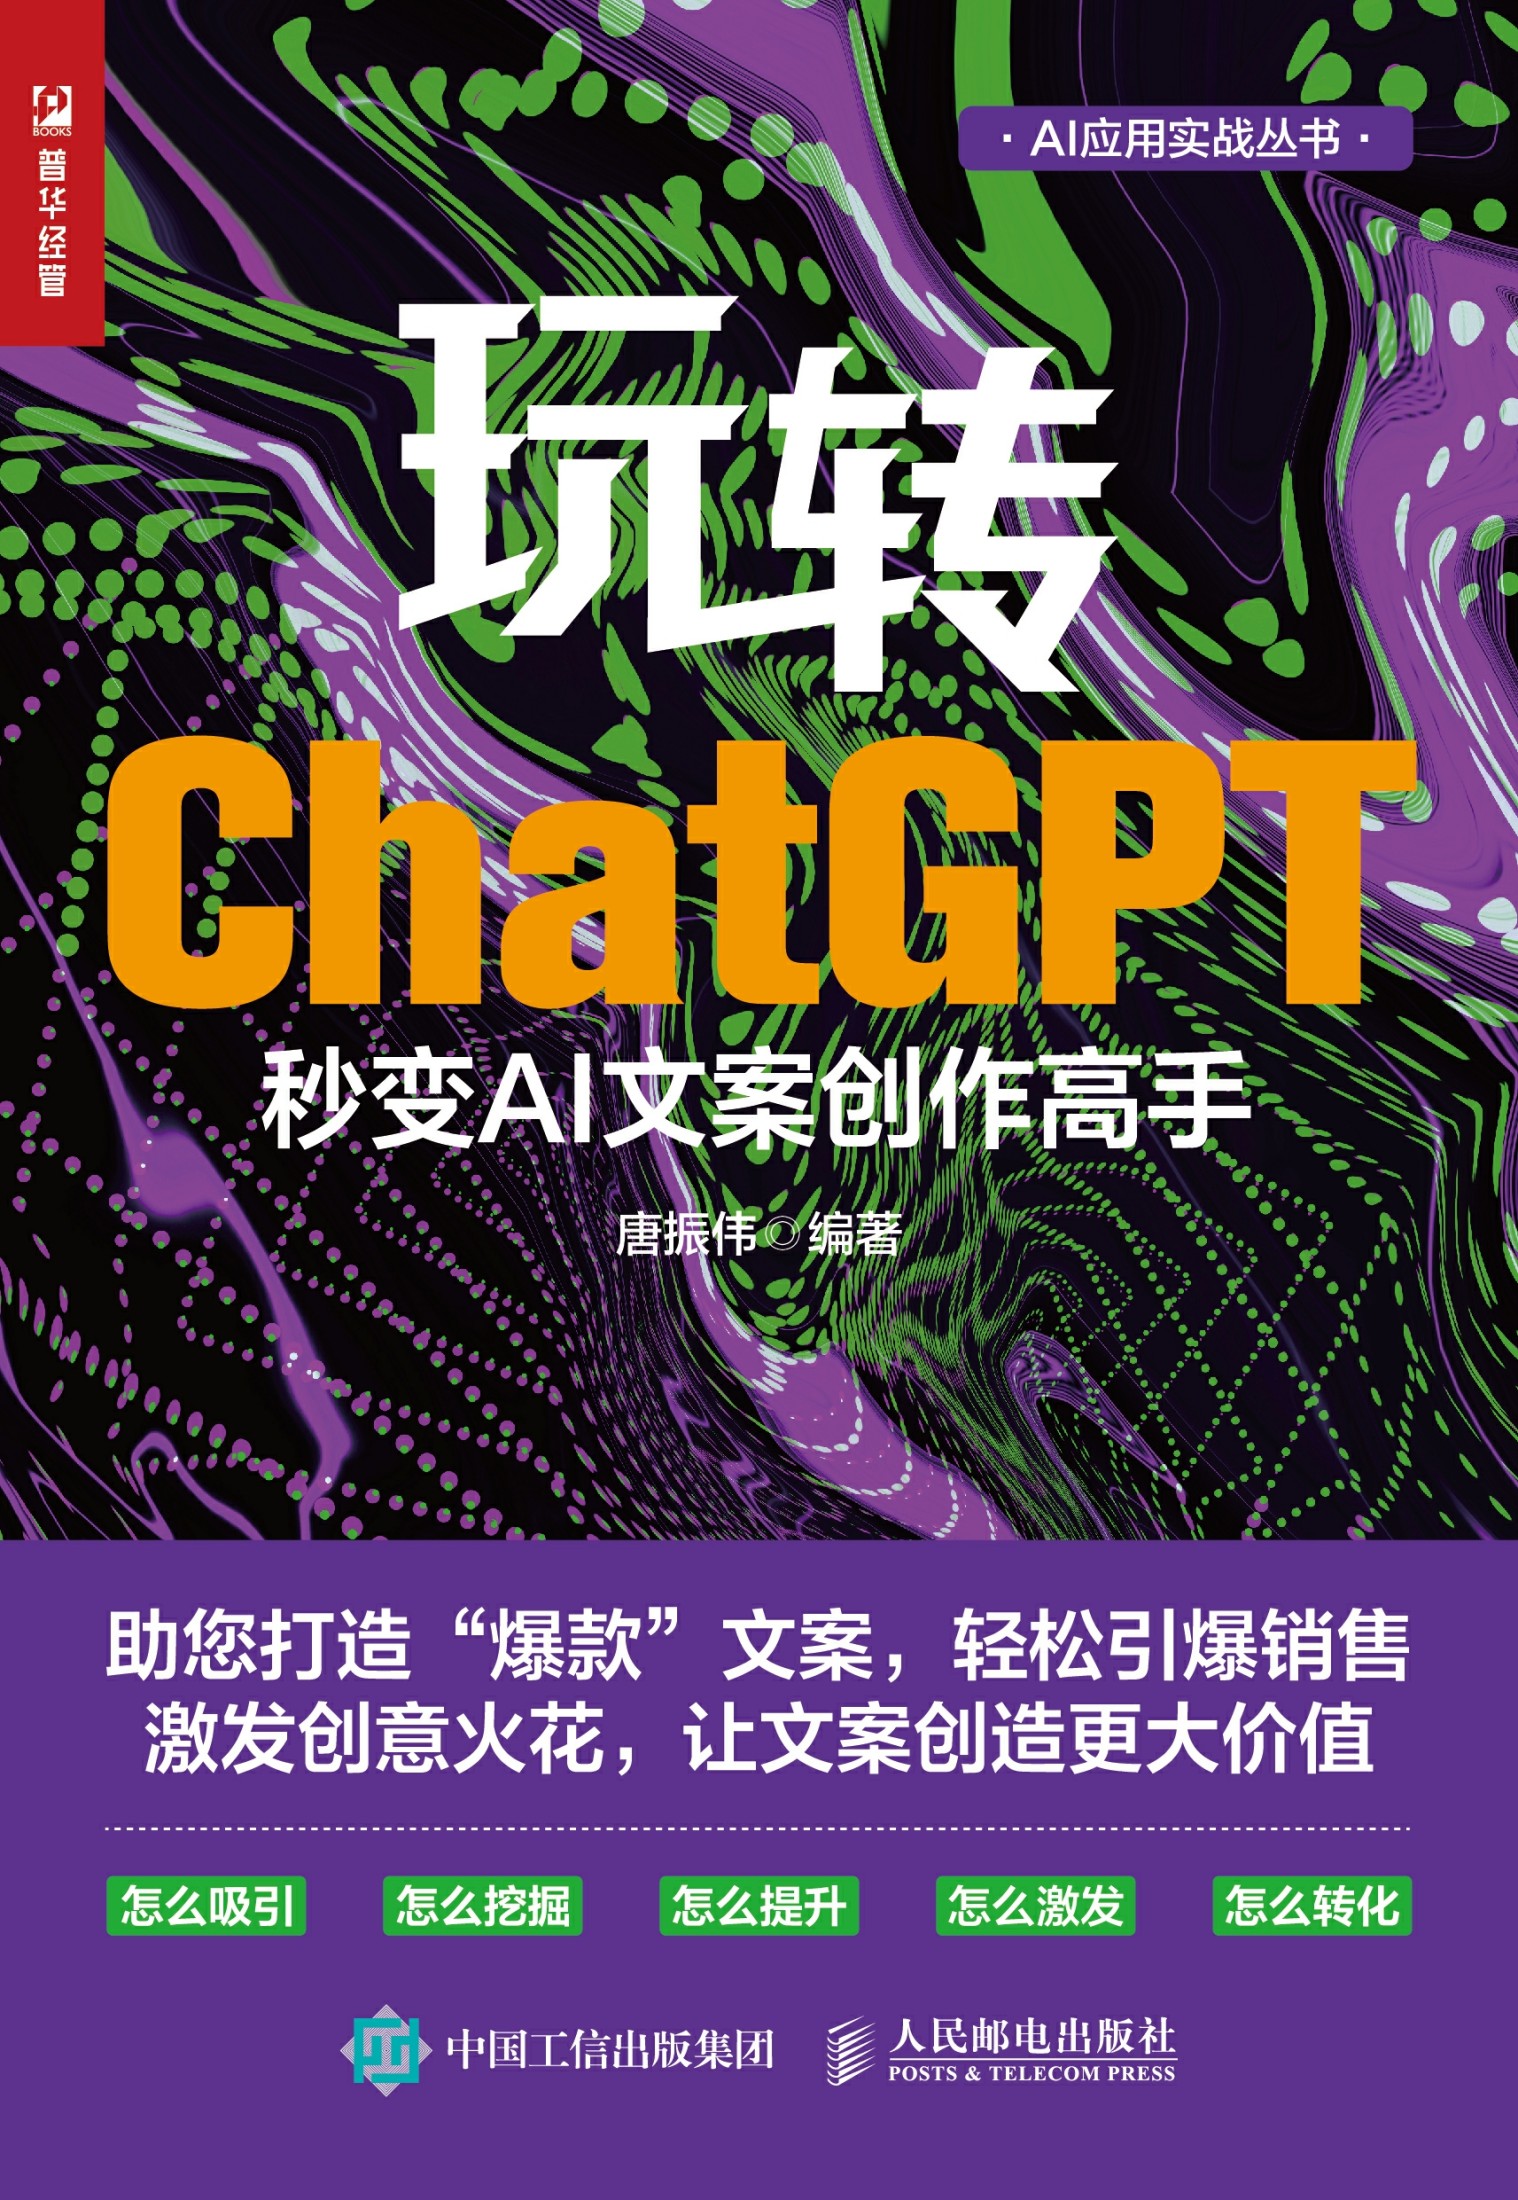 BOOKS
普华经管
·AI应用实战丛书·
玩转
ChatGPT
秒变AI文案创作高手
唐振伟◎编著
助您打造“爆款”文案，轻松引爆销售
激发创意火花，让文案创造更大价值
怎么吸引 怎么挖掘 怎么提升 怎么激发 怎么转化
中国工信出版集团
人民邮电出版社
POSTS & TELECOM PRESS